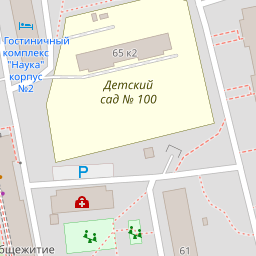 65 к2
Гостиничный
комплекс
"Наука"
корпус
№2
Детский
сад № 100
P
61
общежитие